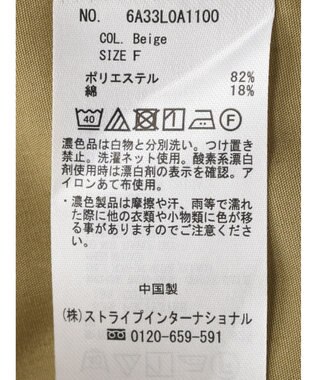 NO. 6A33L0A1100
COL. Beige
SIZE F
ポリエステル 82%
綿 18%
40
F
濃色品は白物と分別洗い。つけ置き
禁止。洗濯ネット使用。酸素系漂白
剤使用時は漂白剤の表示を確認。ア
イロンあて布使用。
・濃色製品は摩擦や汗、雨等で濡れ
た際に他の衣類や小物類に色が移
る事がありますのでご注意くださ
い。
中国製
(株)ストライプインターナショナル
0120-659-591